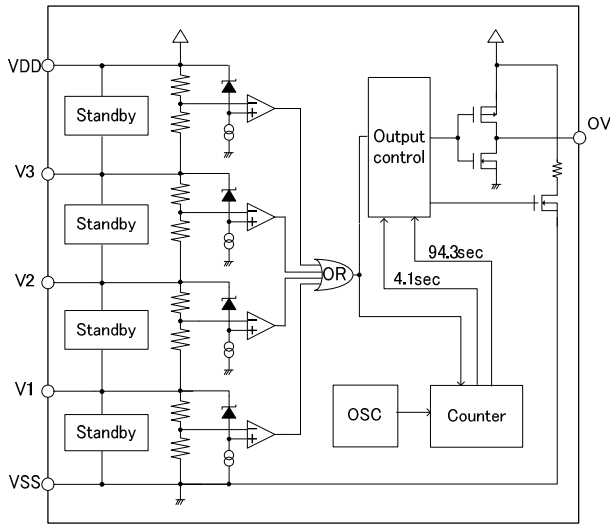 VDD
Standby
V3
Standby
V2
Standby
V1
Standby
VSS
OR
Output
control
OV
94.3sec
4.1sec
OSC
Counter